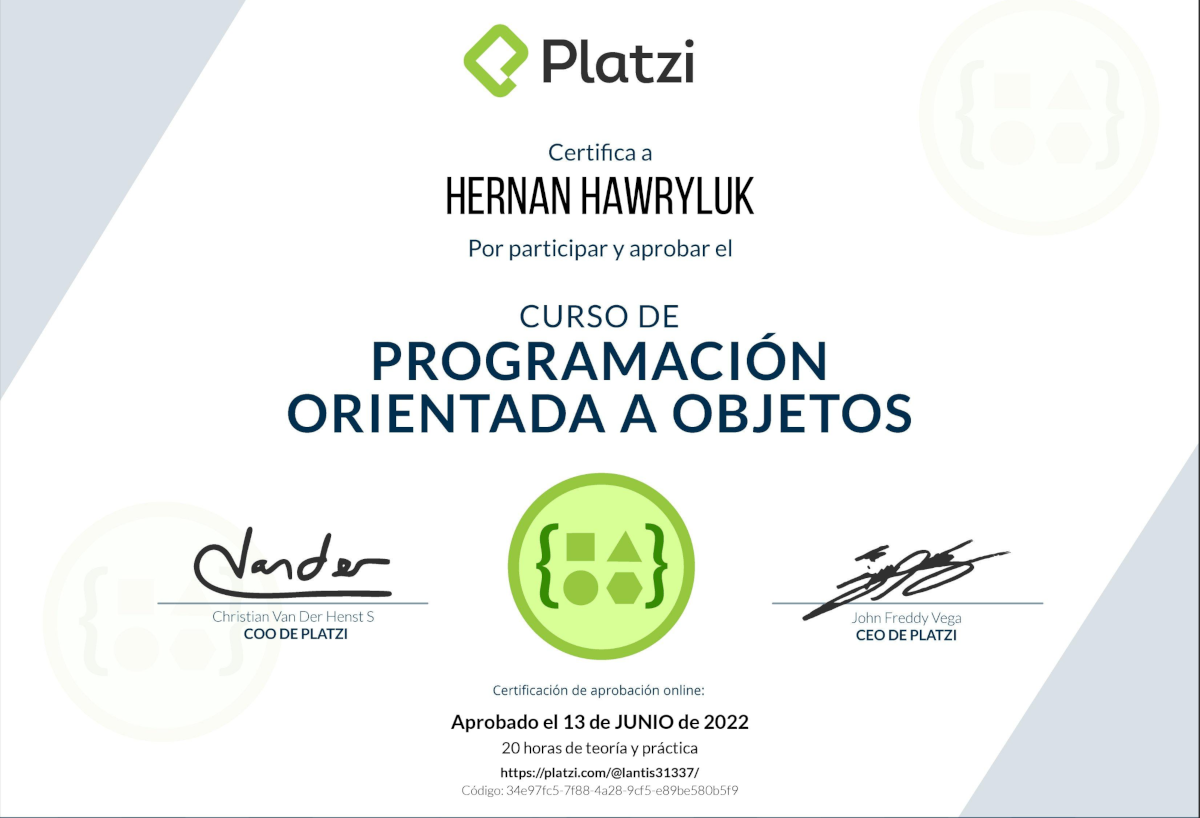 Platzi
Certifica a
HERNAN HAWRYLUK
Por participar y aprobar el
CURSO DE
PROGRAMACIÓN
ORIENTADA A OBJETOS
Vander
Christian Van Der Henst S
COO DE PLATZI
John Freddy Vega
CEO DE PLATZI
Certificación de aprobación online:
Aprobado el 13 de JUNIO de 2022
20 horas de teoría y práctica
https://platzi.com/@lantis31337/
Código: 34e97fc5-7f88-4a28-9cf5-e89be580b5f9